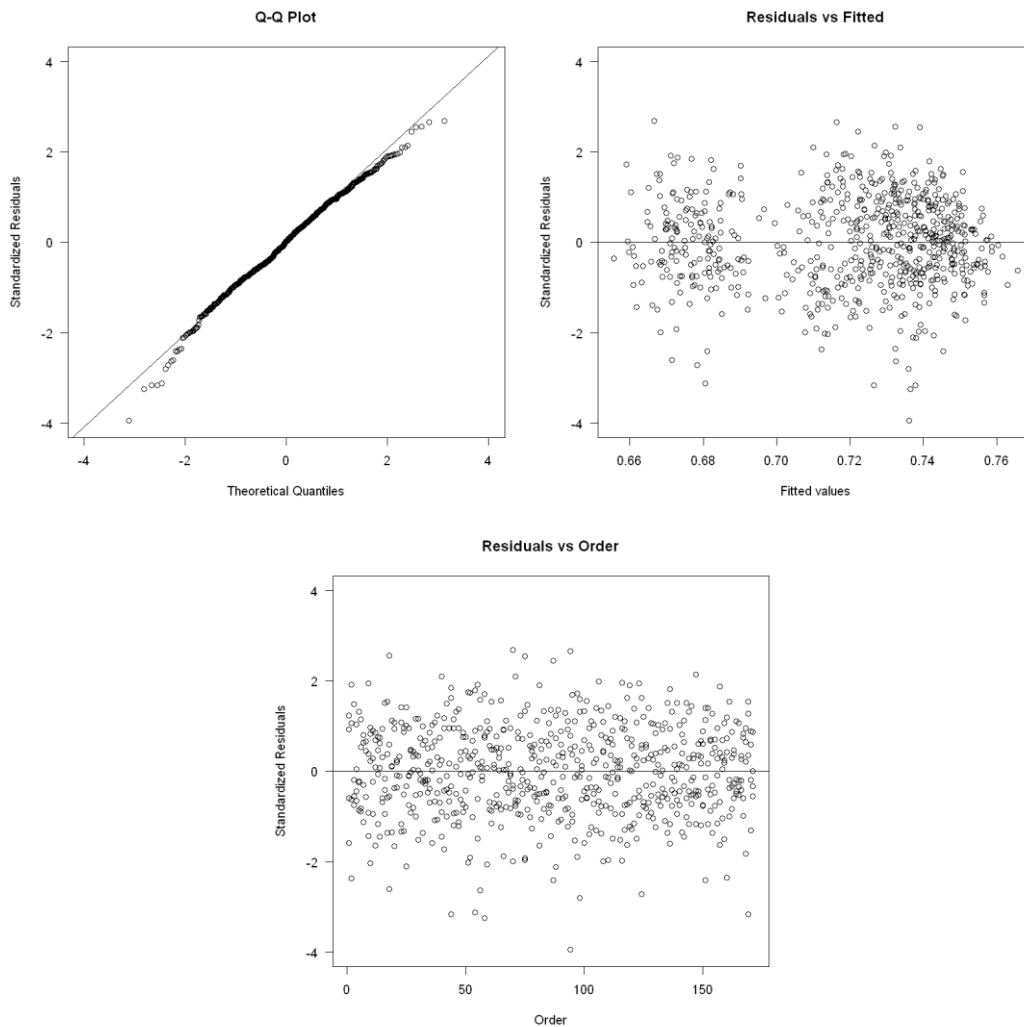 Q-Q Plot
4
2
0
-2
-4
Standardized Residuals
-4 -2 0 2 4
Theoretical Quantiles
Residuals vs Fitted
4
2
0
-2
-4
Standardized Residuals
0.66 0.68 0.70 0.72 0.74 0.76
Fitted values
Residuals vs Order
4
2
0
-2
-4
Standardized Residuals
0 50 100 150
Order